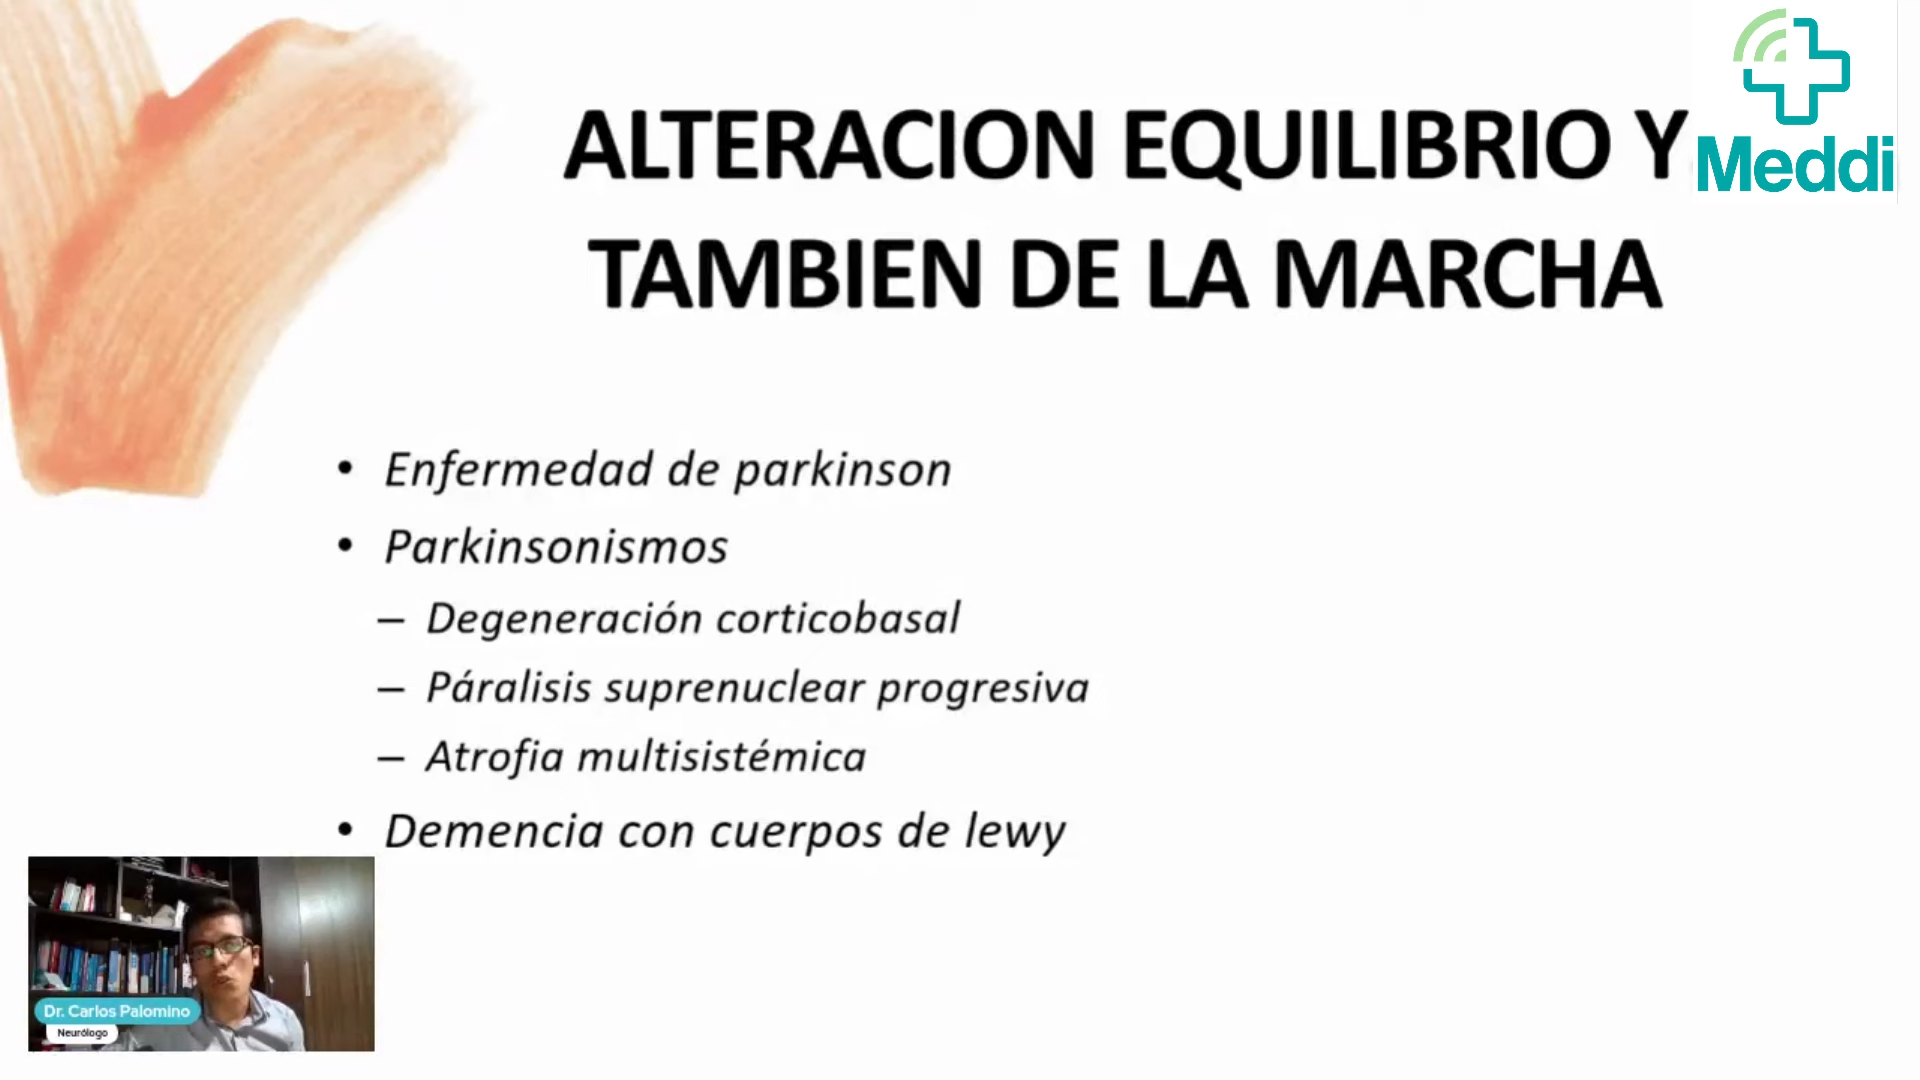 ALTERACION EQUILIBRIO Y
TAMBIEN DE LA MARCHA
Meddi
• Enfermedad de parkinson
• Parkinsonismos
– Degeneración corticobasal
– Páralisis suprenuclear progresiva
– Atrofia multisistémica
• Demencia con cuerpos de lewy
Dr. Carlos Palomino
Neurólogo